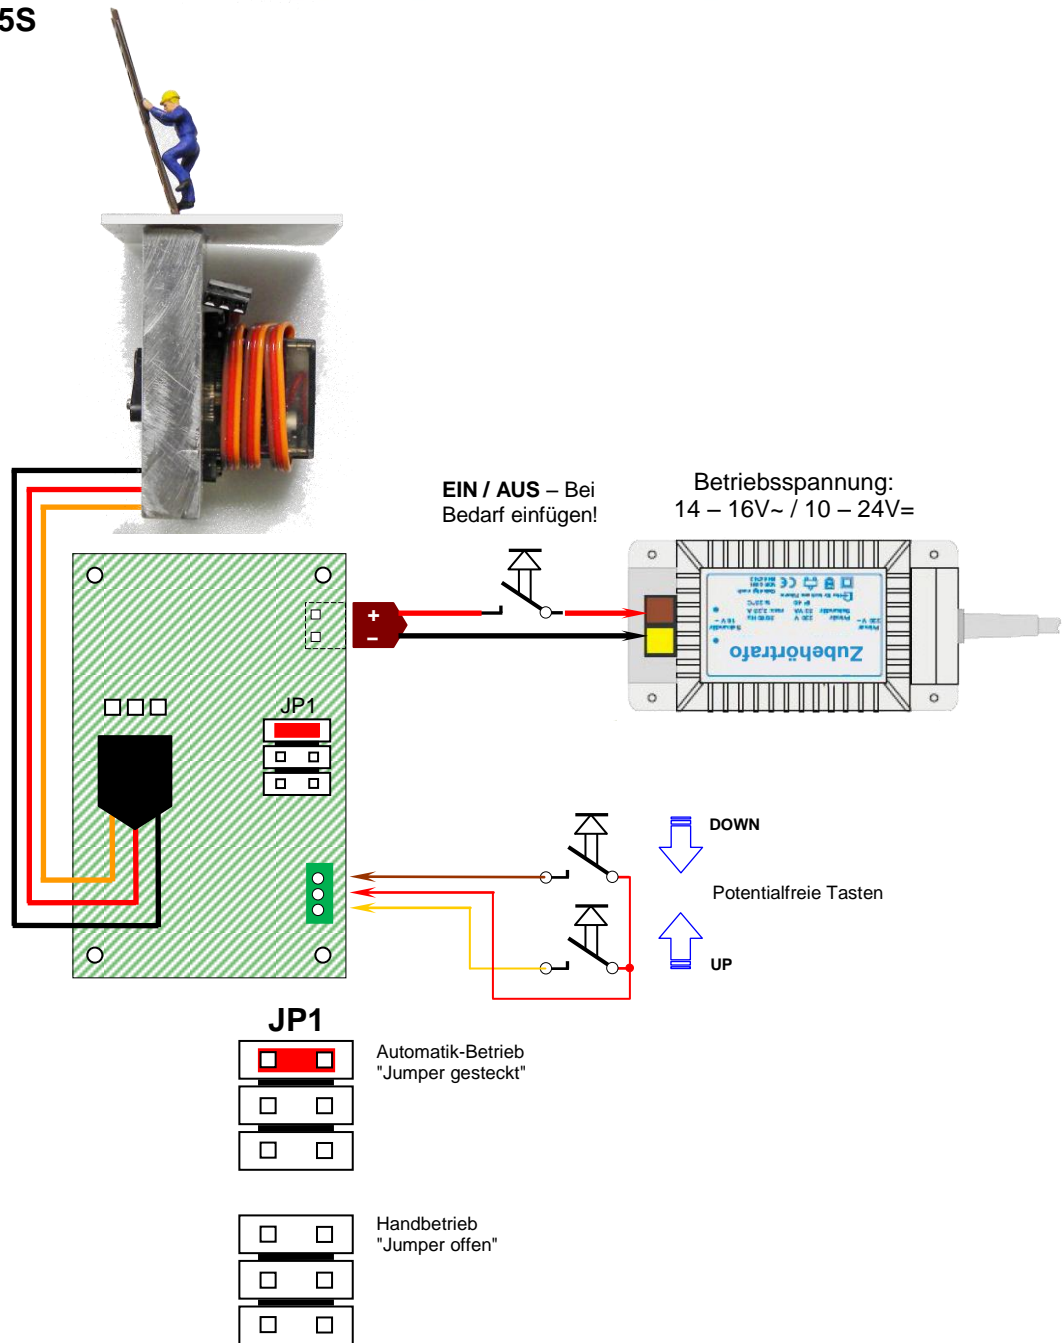 5S
EIN / AUS – Bei
Bedarf einfügen!
Betriebsspannung:
14 – 16V~ / 10 – 24V=
+
–
Zubehörtrafo
JP1
DOWN
Potentialfreie Tasten
UP
JP1
Automatik-Betrieb
"Jumper gesteckt"
Handbetrieb
"Jumper offen"